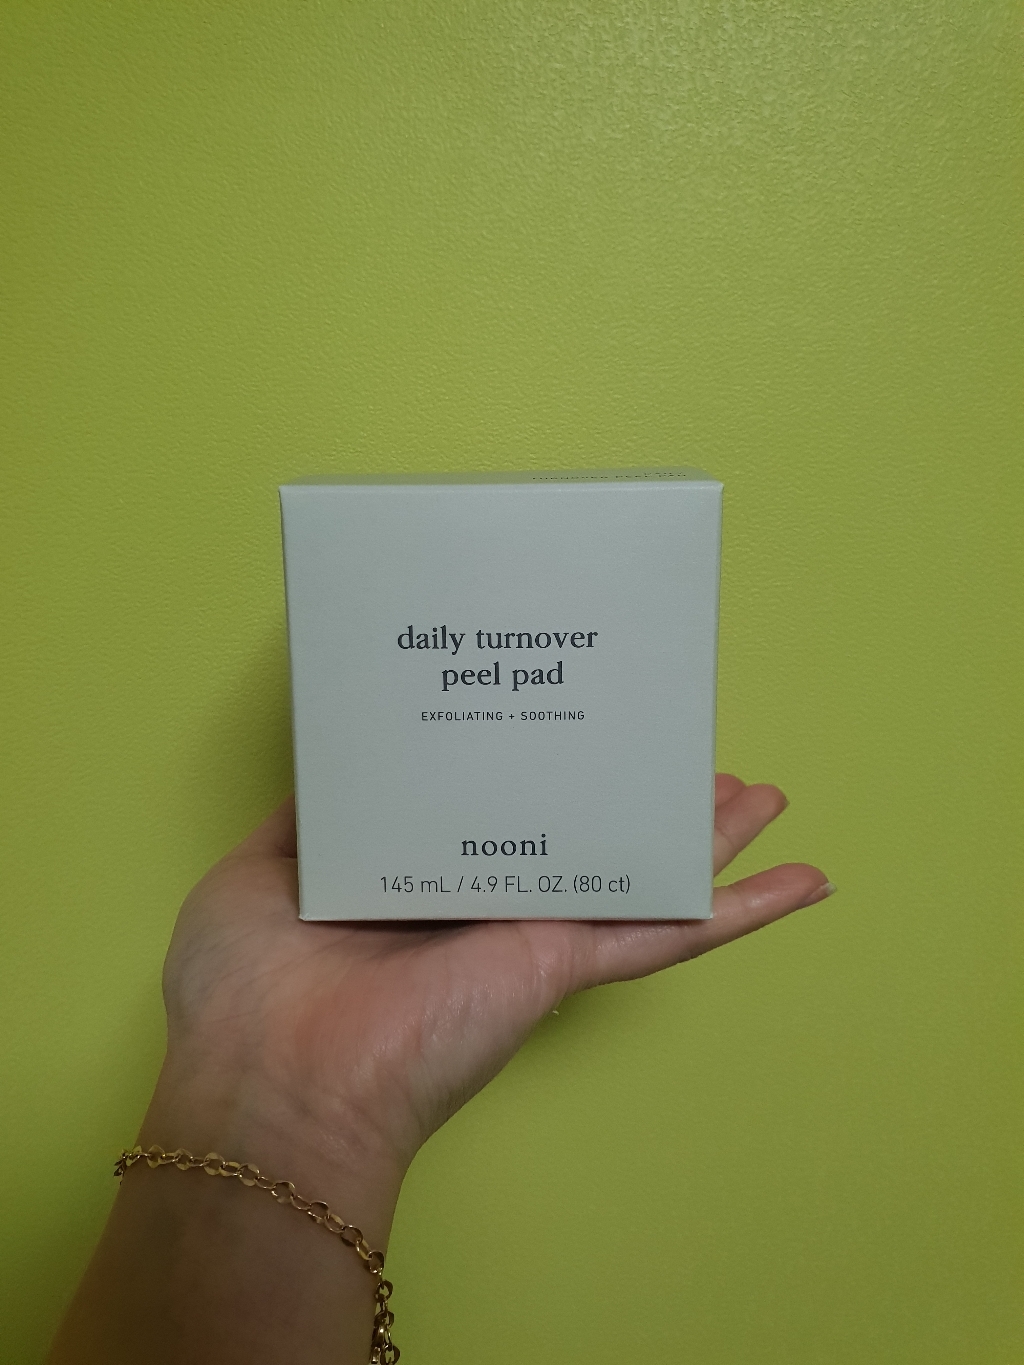 daily turnover
peel pad
EXFOLIATING + SOOTHING
nooni
145 mL / 4.9 FL. OZ. (80 ct)